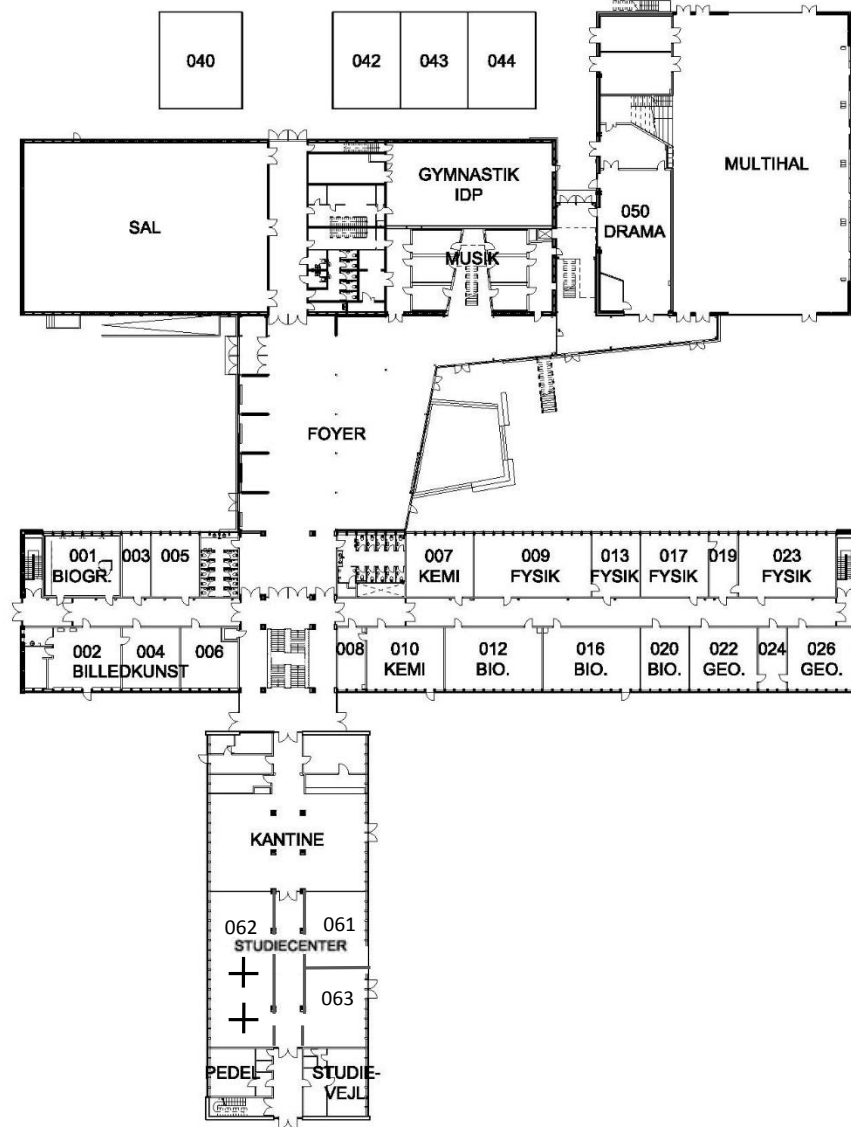 040
042
043
044
SAL
GYMNASTIK
IDP
MUSIK
050
DRAMA
MULTIHAL
FOYER
001
BIOGR.
003
005
007
KEMI
009
FYSIK
013
FYSIK
017
FYSIK
019
023
FYSIK
002
004
006
BILLEDKUNST
008
010
KEMI
012
BIO.
016
BIO.
020
BIO.
022
GEO.
024
026
GEO.
KANTINE
062
061
STUDIECENTER
063
PEDEL
STUDIE-
VEJL.